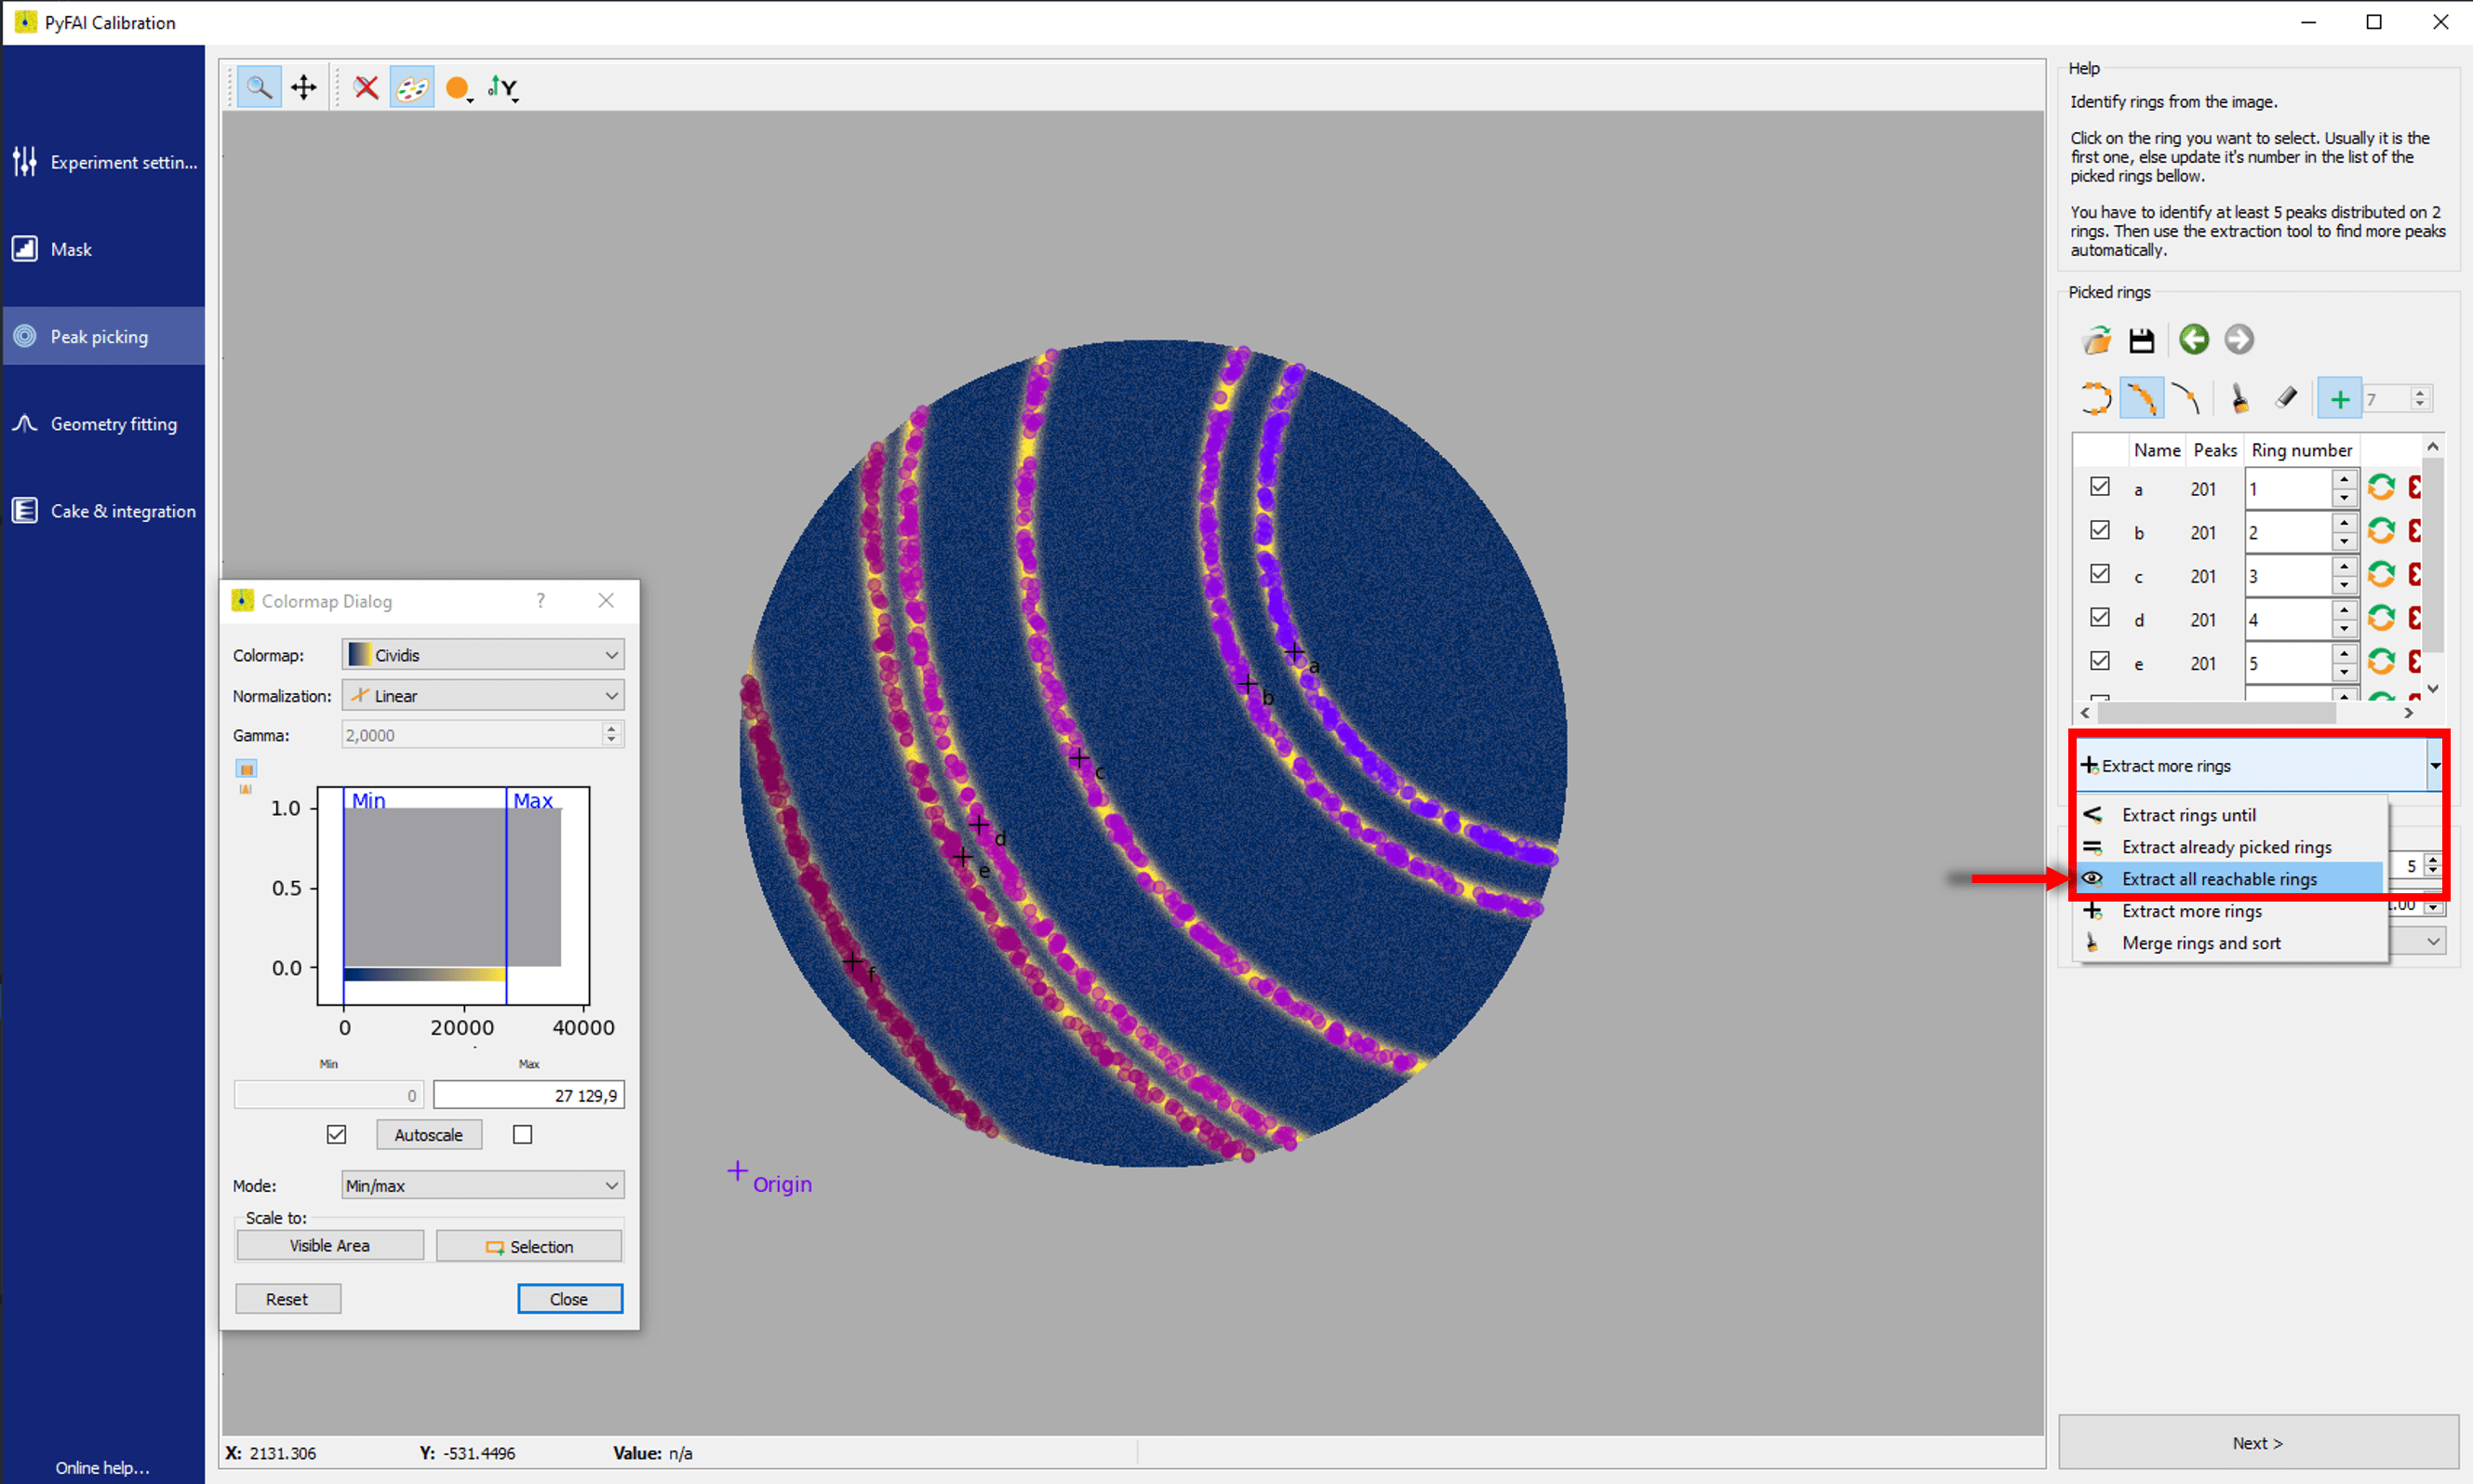 PyFAI Calibration
Experiment settin...
Mask
Peak picking
Geometry fitting
Cake & integration
Online help...
Y
a
b
c
d
e
f
Origin
Colormap Dialog
?
Colormap:
Cividis
Normalization:
Linear
Gamma:
2,0000
Min
Max
1.0
0.5
0.0
0
20000
40000
Min
Max
0
27 129,9
Autoscale
Mode:
Min/max
Scale to:
Visible Area
Selection
Reset
Close
X: 2131.306
Y: -531.4496
Value: n/a
Help
Identify rings from the image.
Click on the ring you want to select. Usually it is the
first one, else update it's number in the list of the
picked rings bellow.
You have to identify at least 5 peaks distributed on 2
rings. Then use the extraction tool to find more peaks
automatically.
Picked rings
7
Name Peaks Ring number
a 201 1
b 201 2
c 201 3
d 201 4
e 201 5
Extract more rings
Extract rings until
Extract already picked rings
Extract all reachable rings
5
Extract more rings
Merge rings and sort
Next >